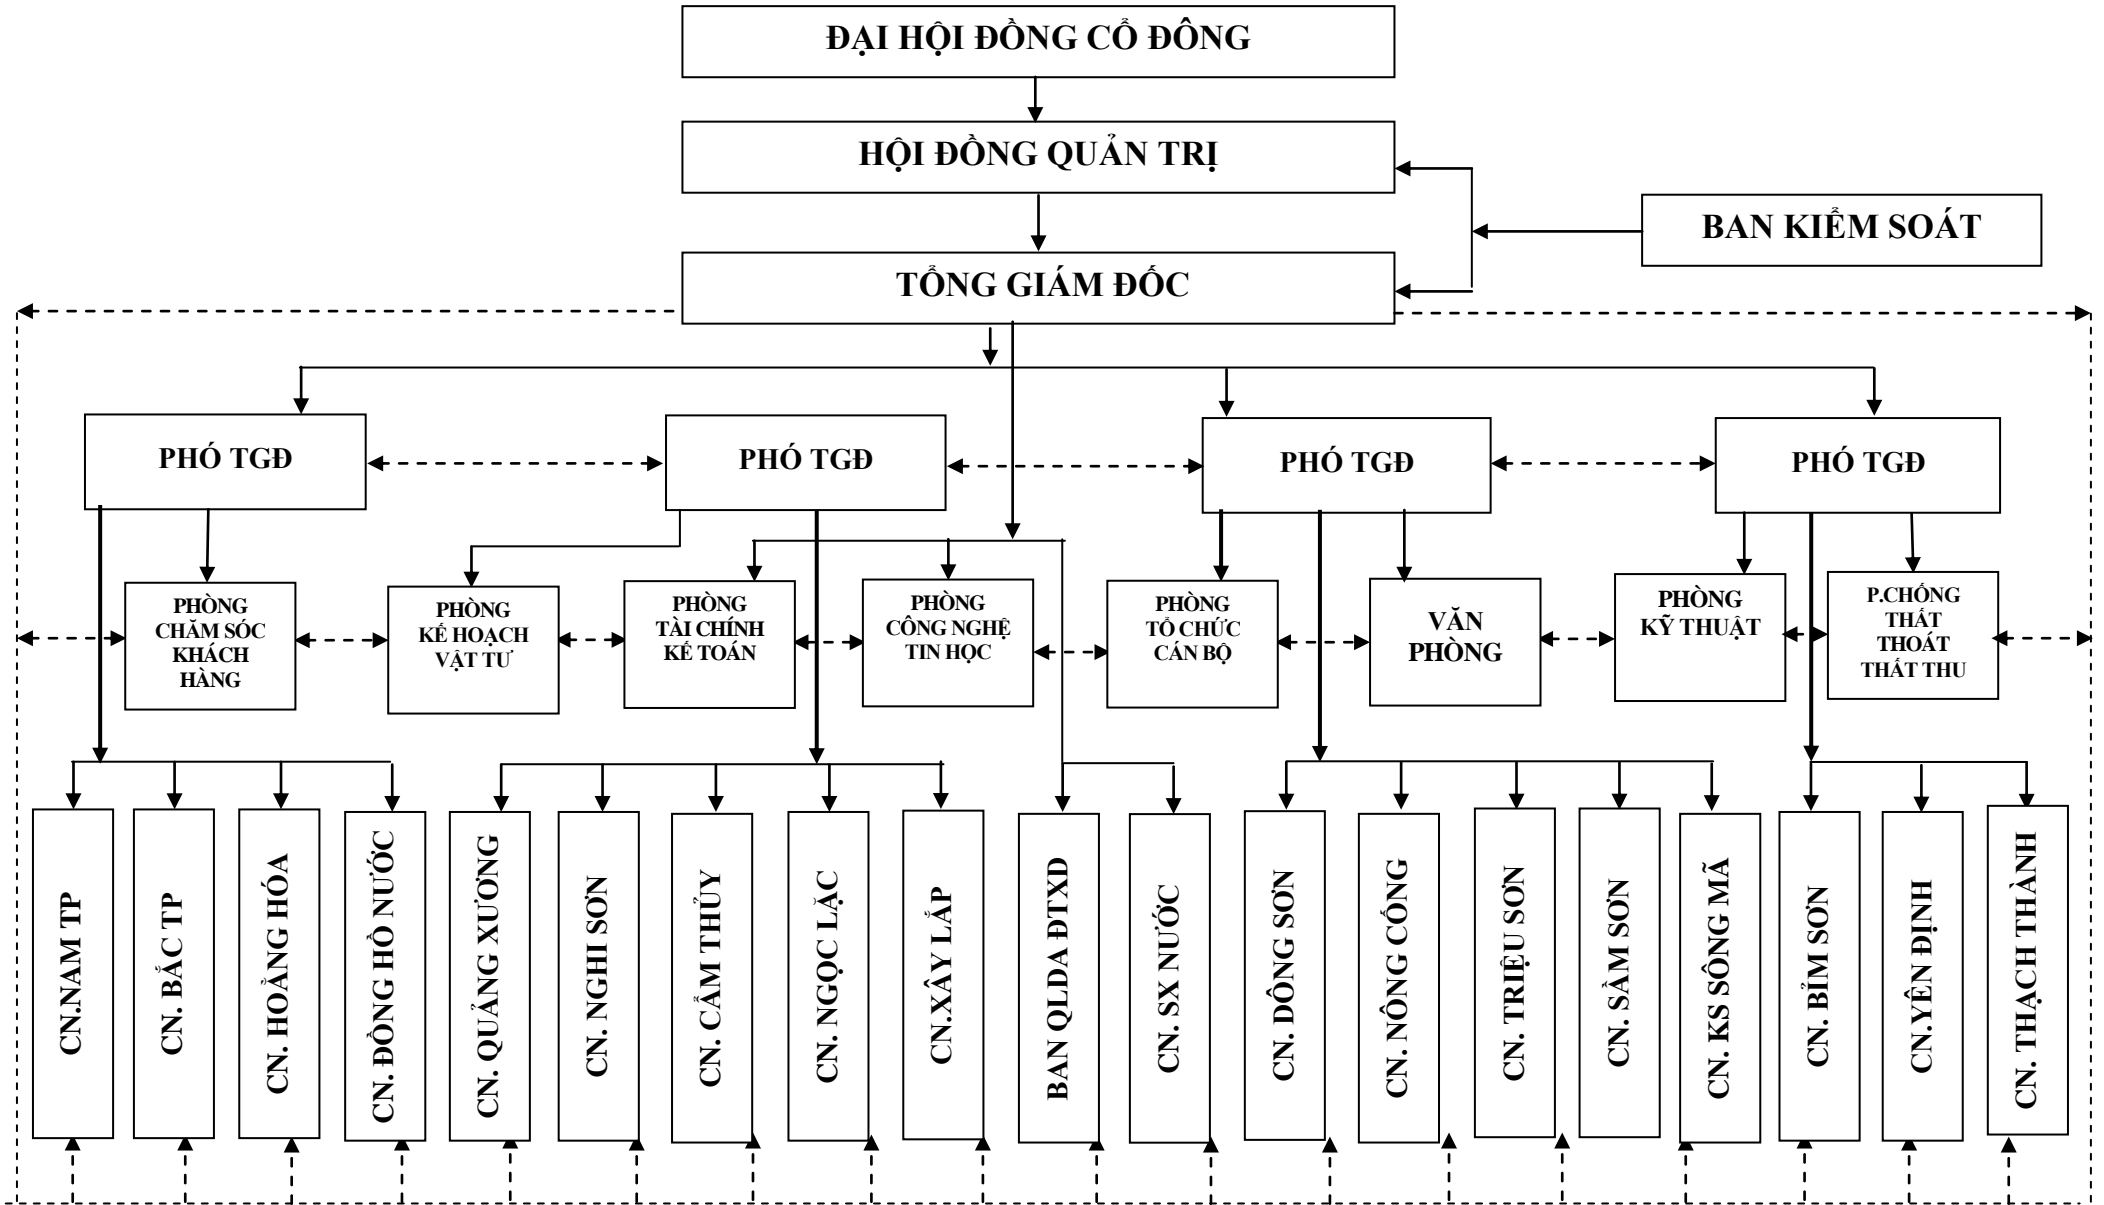 ĐẠI HỘI ĐỒNG CỔ ĐÔNG
HỘI ĐỒNG QUẢN TRỊ
BAN KIỂM SOÁT
TỔNG GIÁM ĐỐC
PHÓ TGĐ
PHÓ TGĐ
PHÓ TGĐ
PHÓ TGĐ
PHÒNG
CHĂM SÓC
KHÁCH
HÀNG
PHÒNG
KẾ HOẠCH
VẬT TƯ
PHÒNG
TÀI CHÍNH
KẾ TOÁN
PHÒNG
CÔNG NGHỆ
TIN HỌC
PHÒNG
TỔ CHỨC
CÁN BỘ
VĂN
PHÒNG
PHÒNG
KỸ THUẬT
P.CHỐNG
THẤT
THOÁT
THẤT THU
CN.NAM TP
CN. BẮC TP
CN. HOẰNG HÓA
CN. ĐỒNG HỒ NƯỚC
CN. QUẢNG XƯƠNG
CN. NGHI SƠN
CN. CẨM THỦY
CN. NGỌC LẶC
CN.XÂY LẮP
BAN QLDA ĐTXD
CN. SX NƯỚC
CN. DÔNG SƠN
CN. NÔNG CỐNG
CN. TRIỆU SƠN
CN. SẦM SƠN
CN. KS SÔNG MÃ
CN. BỈM SƠN
CN.YÊN ĐỊNH
CN. THẠCH THÀNH